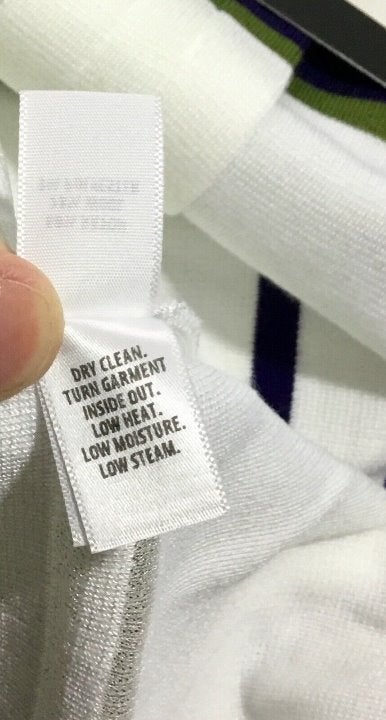 DRY CLEAN.
TURN GARMENT
INSIDE OUT.
LOW HEAT.
LOW MOISTURE.
LOW STEAM.